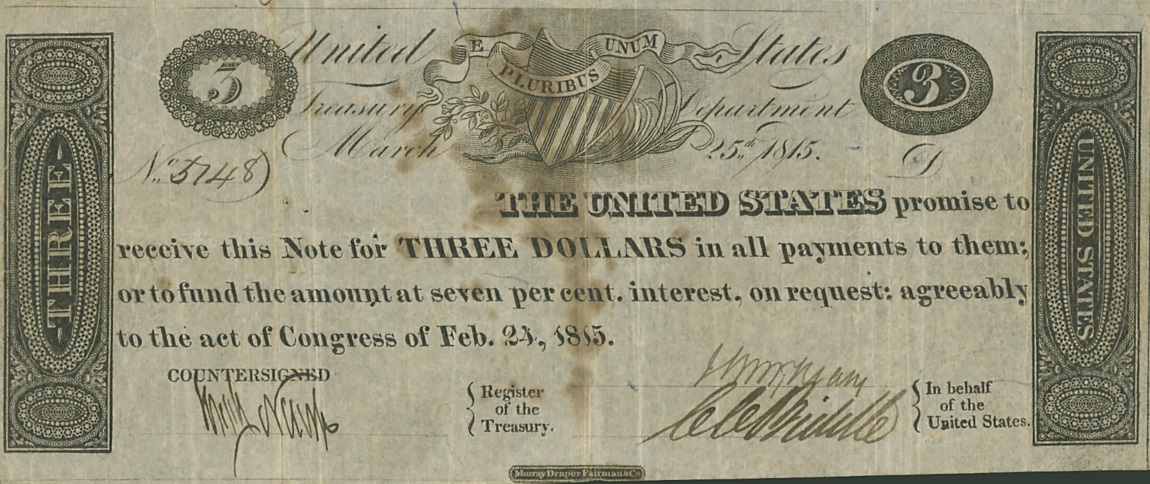 3 United E PLURIBUS UNUM States 3
Treasury Department
March 25th 1815.
No. 5748) D
THREE
THE UNITED STATES promise to
receive this Note for THREE DOLLARS in all payments to them;
or to fund the amount at seven per cent. interest, on request: agreeably
to the act of Congress of Feb. 24, 1815.
UNITED STATES
COUNTERSIGNED
Register
of the
Treasury.
C C Biddle
In behalf
of the
United States.
Murray Draper Fairman & Co